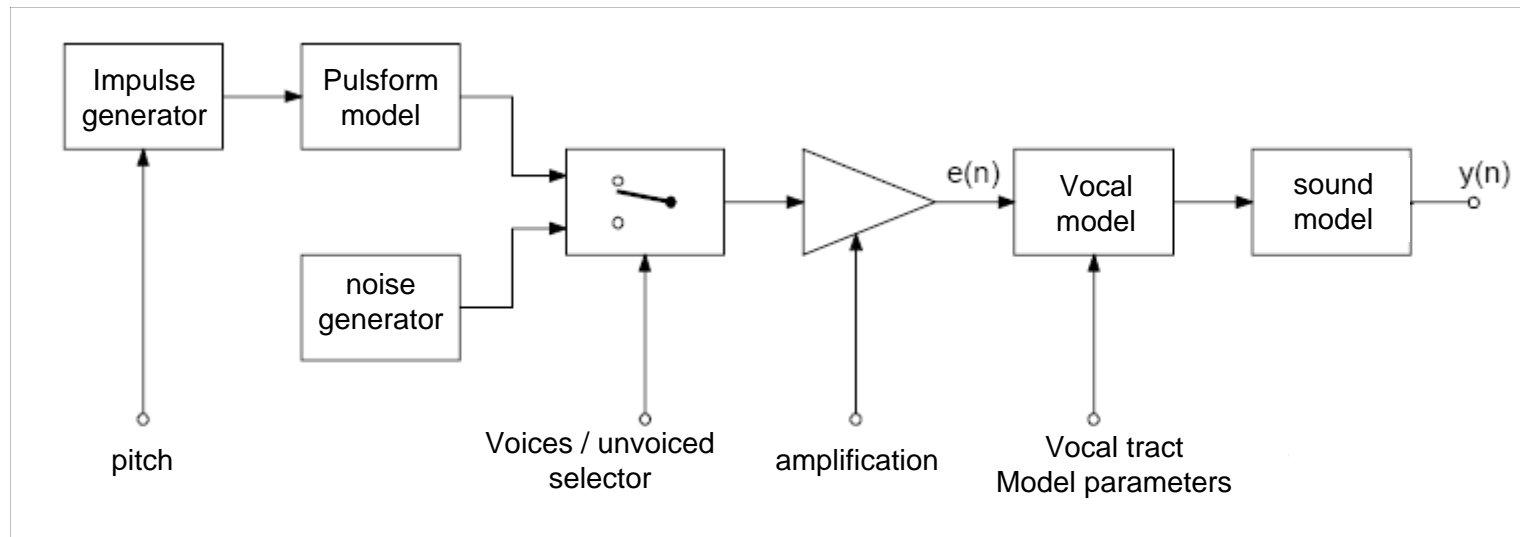 Impulse
generator
Pulsform
model
noise
generator
e(n)
Vocal
model
sound
model
y(n)
pitch
Voices / unvoiced
selector
amplification
Vocal tract
Model parameters